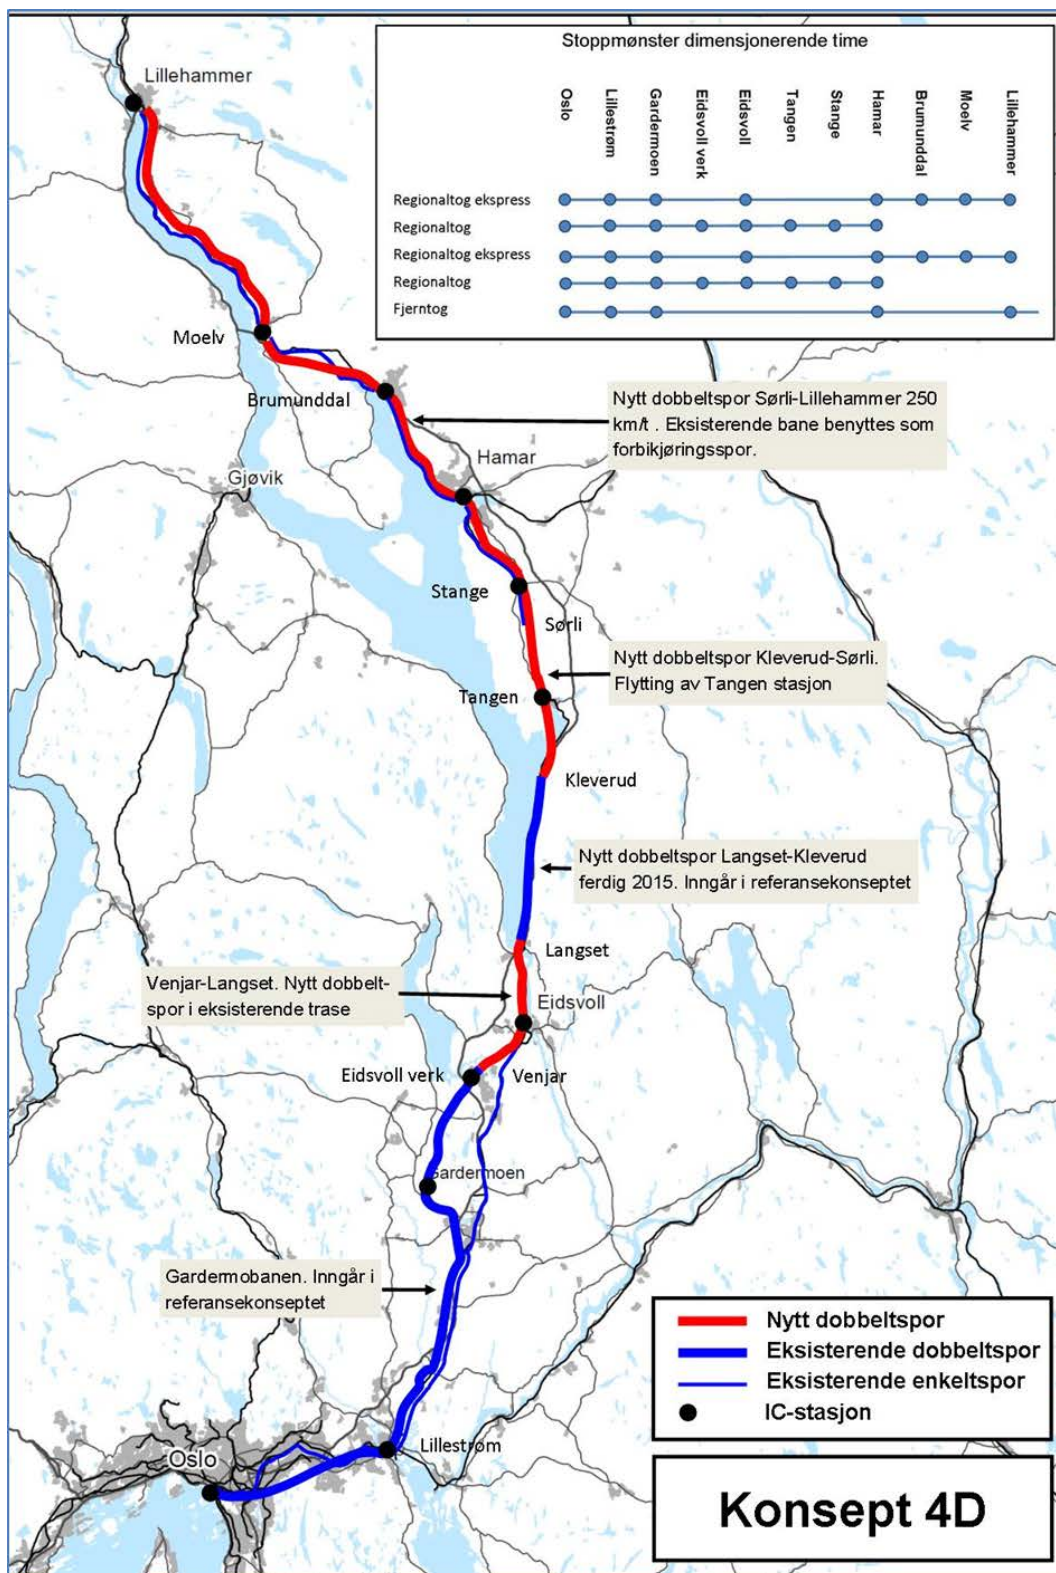 Stoppmønster dimensjonerende time
Oslo
Lillestrøm
Gardermoen
Eidsvoll verk
Eidsvoll
Tangen
Stange
Hamar
Brumunddal
Moelv
Lillehammer
Regionaltog ekspress
Regionaltog
Regionaltog ekspress
Regionaltog
Fjerntog
Lillehammer
Moelv
Brumunddal
Nytt dobbeltspor Sørli-Lillehammer 250
km/t . Eksisterende bane benyttes som
forbikjøringsspor.
Hamar
Gjøvik
Stange
Sørli
Nytt dobbeltspor Kleverud-Sørli.
Flytting av Tangen stasjon
Tangen
Kleverud
Nytt dobbeltspor Langset-Kleverud
ferdig 2015. Inngår i referansekonseptet
Langset
Venjar-Langset. Nytt dobbelt-
spor i eksisterende trase
Eidsvoll
Eidsvoll verk
Venjar
Gardermoen
Gardermobanen. Inngår i
referansekonseptet
Nytt dobbeltspor
Eksisterende dobbeltspor
Eksisterende enkeltspor
IC-stasjon
Lillestrøm
Oslo
Konsept 4D